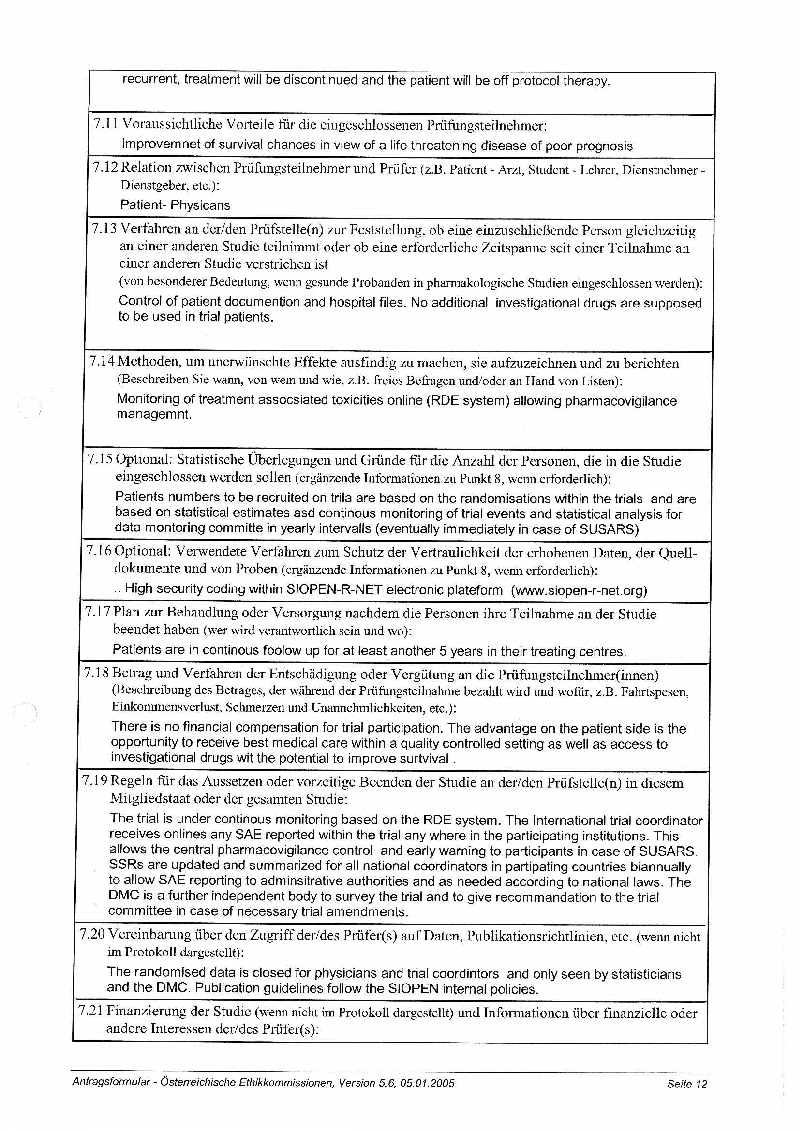 recurrent, treatment will be discontinued and the patient will be off protocol therapy.
7.11 Voraussichtliche Vorteile für die eingeschlossenen Prüfungsteilnehmer:
Improvemnet of survival chances in view of a life threatening disease of poor prognosis
7.12 Relation zwischen Prüfungsteilnehmer und Prüfer (z.B. Patient - Arzt, Student - Lehrer, Dienstnehmer -
Dienstgeber, etc.):
Patient- Physicans
7.13 Verfahren an der/den Prüfstelle(n) zur Feststellung, ob eine einzuschließende Person gleichzeitig
an einer anderen Studie teilnimmt oder ob eine erforderliche Zeitspanne seit einer Teilnahme an
einer anderen Studie verstrichen ist
(von besonderer Bedeutung, wenn gesunde Probanden in pharmakologische Studien eingeschlossen werden):
Control of patient documention and hospital files. No additional investigational drugs are supposed
to be used in trial patients.
7.14 Methoden, um unerwünschte Effekte ausfindig zu machen, sie aufzuzeichnen und zu berichten
(Beschreiben Sie wann, von wem und wie, z.B. freies Befragen und/oder an Hand von Listen):
Monitoring of treatment assocsiated toxicities online (RDE system) allowing pharmacovigilance
managemnt.
7.15 Optional: Statistische Überlegungen und Gründe für die Anzahl der Personen, die in die Studie
eingeschlossen werden sollen (ergänzende Informationen zu Punkt 8, wenn erforderlich):
Patients numbers to be recruited on trila are based on the randomisations within the trials and are
based on statistical estimates asd continous monitoring of trial events and statistical analysis for
data montoring committe in yearly intervalls (eventually immediately in case of SUSARS)
7.16 Optional: Verwendete Verfahren zum Schutz der Vertraulichkeit der erhobenen Daten, der Quell-
dokumente und von Proben (ergänzende Informationen zu Punkt 8, wenn erforderlich):
.. High security coding within SIOPEN-R-NET electronic plateform (www.siopen-r-net.org)
7.17 Plan zur Behandlung oder Versorgung nachdem die Personen ihre Teilnahme an der Studie
beendet haben (wer wird verantwortlich sein und wo):
Patients are in continous foolow up for at least another 5 years in their treating centres.
7.18 Betrag und Verfahren der Entschädigung oder Vergütung an die Prüfungsteilnehmer(innen)
(Beschreibung des Betrages, der während der Prüfungsteilnahme bezahlt wird und wofür, z.B. Fahrtspesen,
Einkommensverlust, Schmerzen und Unannehmlichkeiten, etc.):
There is no financial compensation for trial participation. The advantage on the patient side is the
opportunity to receive best medical care within a quality controlled setting as well as access to
investigational drugs wit the potential to improve surtvival .
7.19 Regeln für das Aussetzen oder vorzeitige Beenden der Studie an der/den Prüfstelle(n) in diesem
Mitgliedstaat oder der gesamten Studie:
The trial is under continous monitoring based on the RDE system. The International trial coordinator
receives onlines any SAE reported within the trial any where in the participating institutions. This
allows the central pharmacovigilance control and early warning to participants in case of SUSARS.
SSRs are updated and summarized for all national coordinators in partipating countries biannually
to allow SAE reporting to adminsitrative authorities and as needed according to national laws. The
DMC is a further independent body to survey the trial and to give recommandation to the trial
committee in case of necessary trial amendments.
7.20 Vereinbarung über den Zugriff der/des Prüfer(s) auf Daten, Publikationsrichtlinien, etc. (wenn nicht
im Protokoll dargestellt):
The randomised data is closed for physicians and trial coordintors and only seen by statisticians
and the DMC. Publication guidelines follow the SIOPEN internal policies.
7.21 Finanzierung der Studie (wenn nicht im Protokoll dargestellt) und Informationen über finanzielle oder
andere Interessen der/des Prüfer(s):
Antragsformular - Österreichische Ethikkommissionen, Version 5.6, 05.01.2005
Seite 12